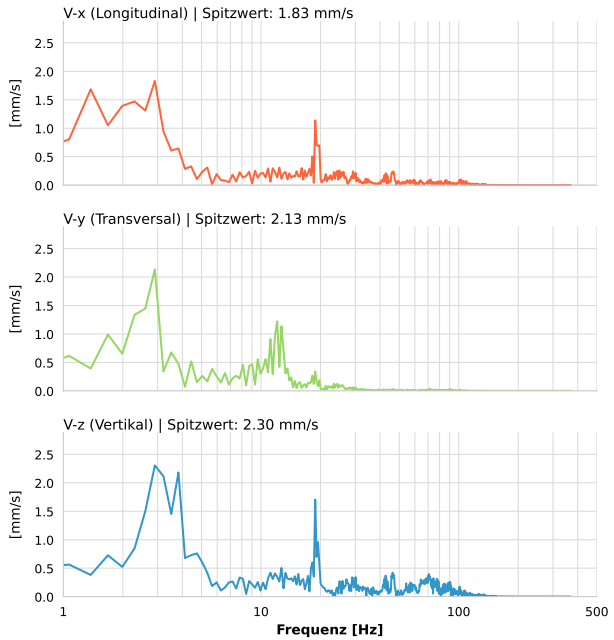 V-x (Longitudinal) | Spitzwert: 1.83 mm/s
[mm/s]
2.5
2.0
1.5
1.0
0.5
0.0
V-y (Transversal) | Spitzwert: 2.13 mm/s
[mm/s]
2.5
2.0
1.5
1.0
0.5
0.0
V-z (Vertikal) | Spitzwert: 2.30 mm/s
[mm/s]
2.5
2.0
1.5
1.0
0.5
0.0
1 10 100 500
Frequenz [Hz]